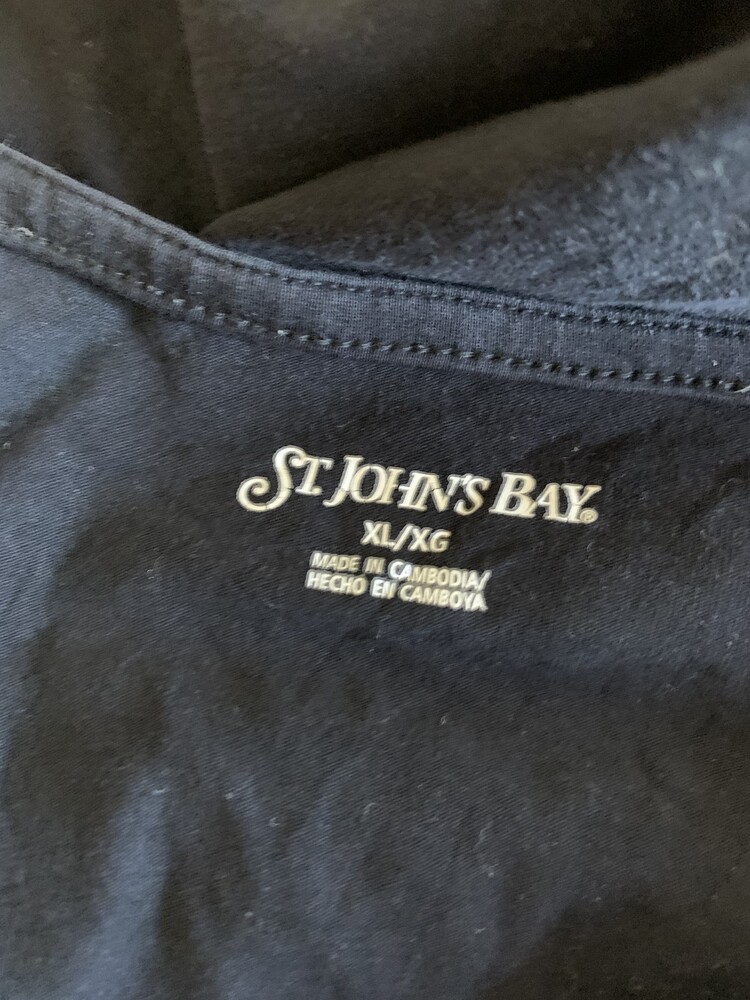 ST. JOHN'S BAY®
XL/XG
MADE IN CAMBODIA/
HECHO EN CAMBOYA